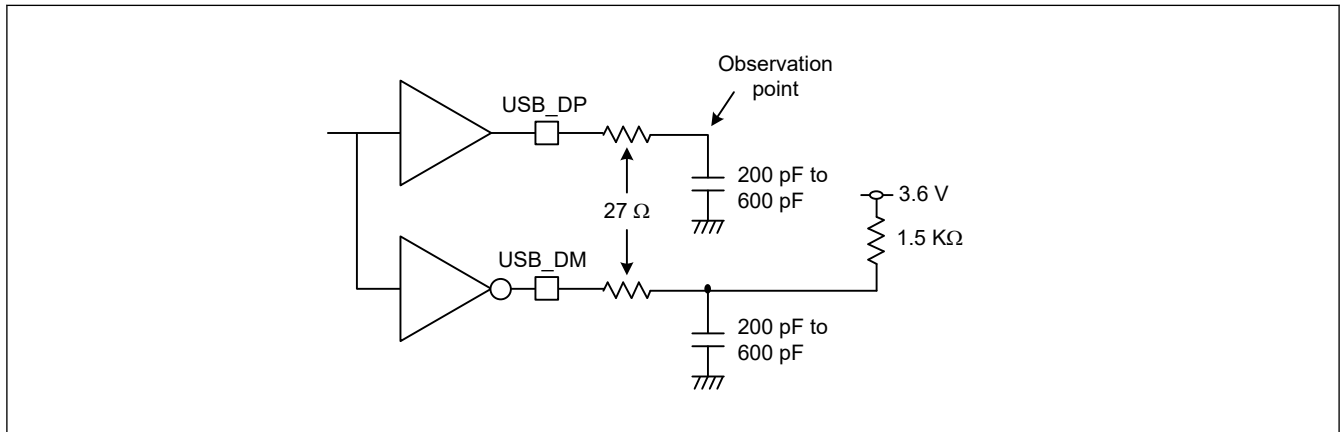 Observation
point
USB_DP
200 pF to
600 pF
3.6 V
27 Ω
1.5 KΩ
USB_DM
200 pF to
600 pF